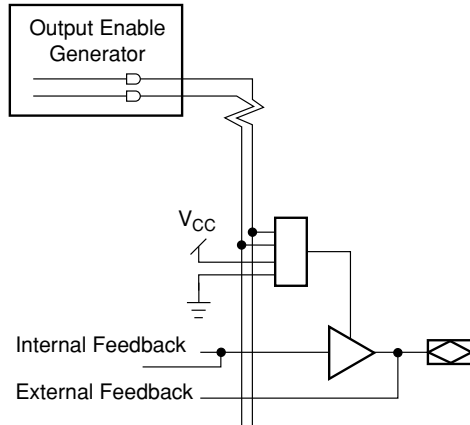 Output Enable
Generator
VCC
Internal Feedback
External Feedback